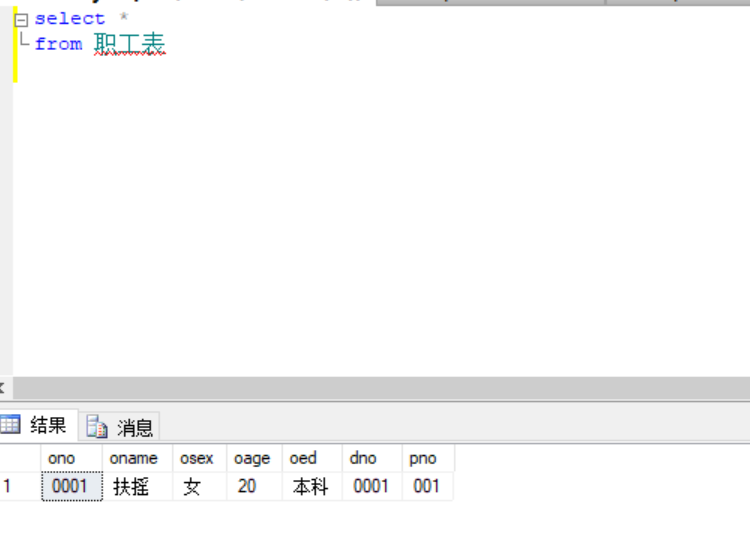 select *
from 职工表
结果 消息
ono oname osex oage oed dno pno
1 0001 扶摇 女 20 本科 0001 001